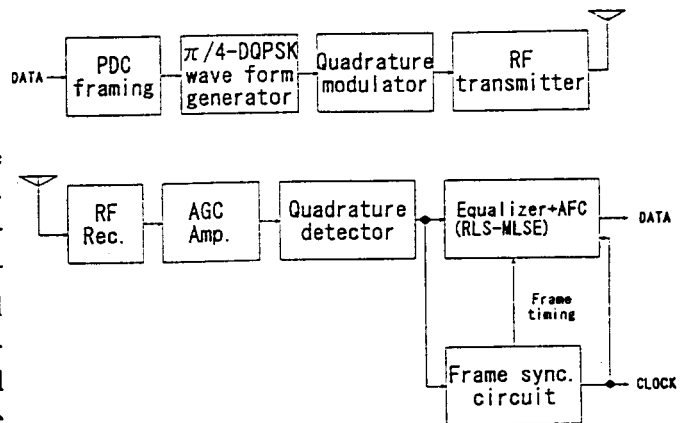 DATA
PDC
framing
π/4-DQPSK
wave form
generator
Quadrature
modulator
RF
transmitter
RF
Rec.
AGC
Amp.
Quadrature
detector
Equalizer+AFC
(RLS-MLSE)
DATA
Frame
timing
Frame sync.
circuit
CLOCK